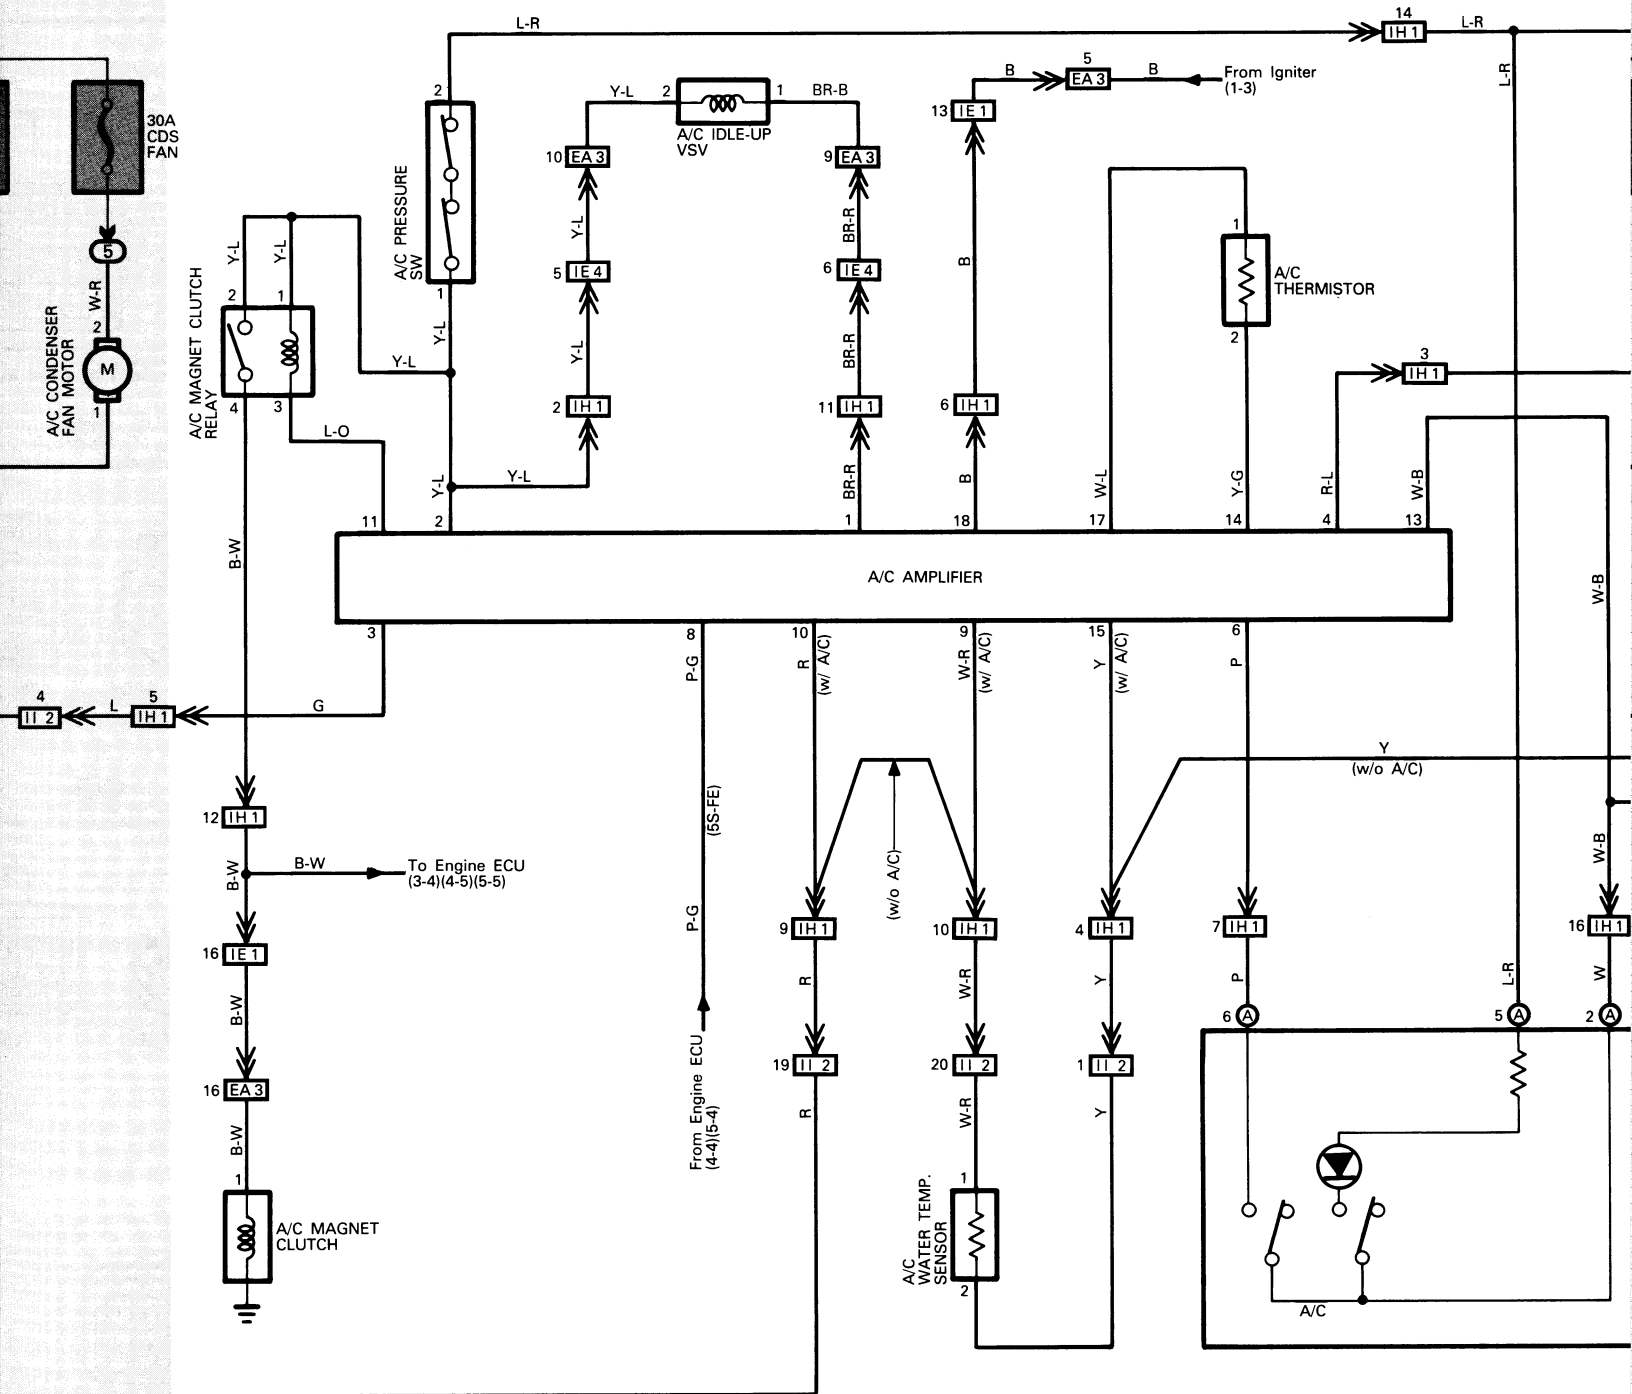 L-R
14
IH 1
L-R
L-R
5
B
EA 3
B
From Igniter
(1-3)
13
IE 1
30A
CDS
FAN
5
W-R
2
M
1
A/C CONDENSER
FAN MOTOR
Y-L
Y-L
2
1
4
3
A/C MAGNET CLUTCH
RELAY
L-O
Y-L
2
A/C PRESSURE
SW
1
Y-L
Y-L
Y-L
Y-L
2
1
BR-B
A/C IDLE-UP
VSV
10
EA 3
Y-L
5
IE 4
Y-L
2
IH 1
9
EA 3
BR-R
6
IE 4
BR-R
11
IH 1
BR-R
B
6
IH 1
B
W-L
1
A/C
THERMISTOR
2
Y-G
3
IH 1
R-L
W-B
W-B
11
2
1
18
17
14
4
13
A/C AMPLIFIER
3
8
10
9
15
6
B-W
4
II 2
L
5
IH 1
G
P-G
R
(w/ A/C)
W-R
(w/ A/C)
Y
(w/ A/C)
P
Y
(w/o A/C)
12
IH 1
B-W
B-W
To Engine ECU
(3-4)(4-5)(5-5)
16
IE 1
B-W
16
EA 3
B-W
1
A/C MAGNET
CLUTCH
(5S-FE)
P-G
From Engine ECU
(4-4)(5-4)
(w/o A/C)
9
IH 1
10
IH 1
4
IH 1
7
IH 1
W-B
16
IH 1
R
W-R
Y
P
L-R
W
6
A
5
A
2
A
19
II 2
20
II 2
1
II 2
R
W-R
Y
1
A/C
WATER TEMP.
SENSOR
2
A/C